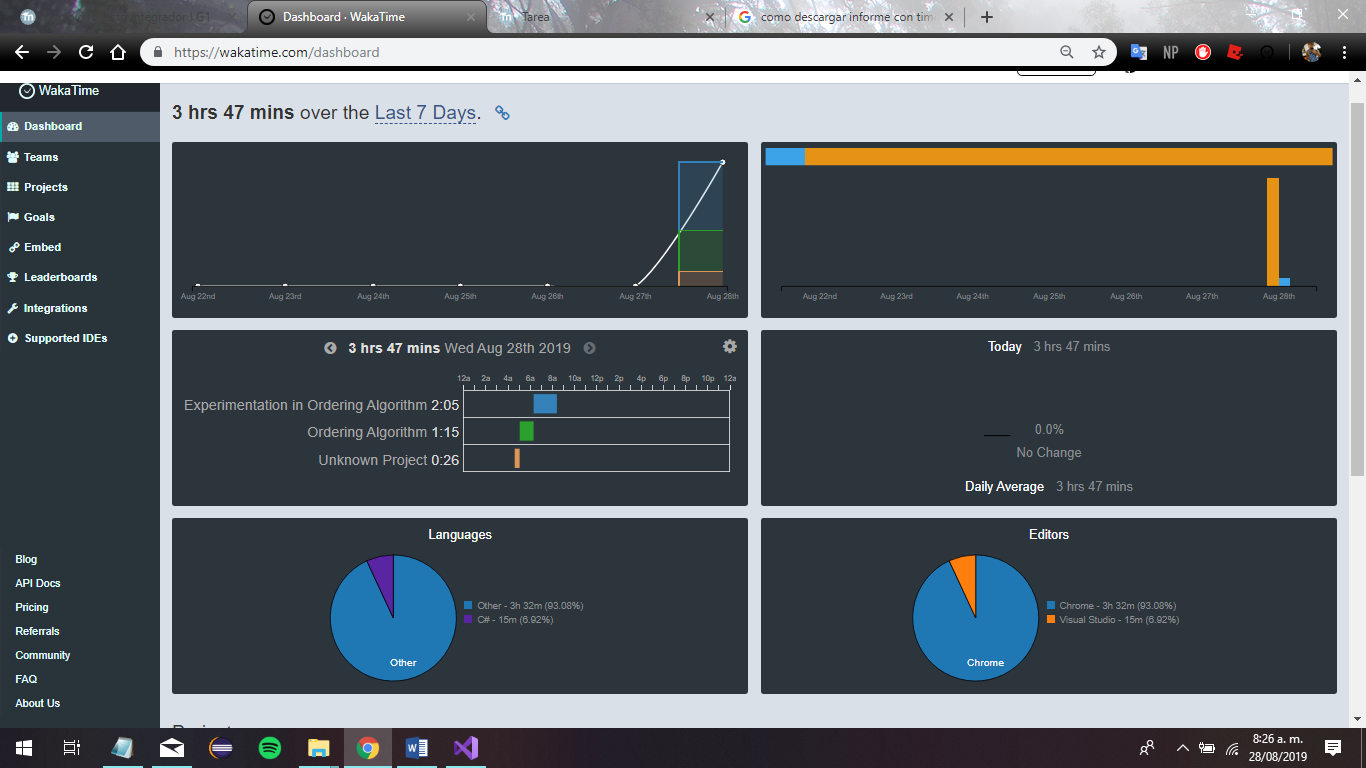 Dashboard · WakaTime
Tarea
como descargar informe con tim
https://wakatime.com/dashboard
NP
WakaTime
Dashboard
Teams
Projects
Goals
Embed
Leaderboards
Integrations
Supported IDEs
Blog
API Docs
Pricing
Referrals
Community
FAQ
About Us
3 hrs 47 mins over the Last 7 Days.
Aug 22nd Aug 23rd Aug 24th Aug 25th Aug 26th Aug 27th Aug 28th
Aug 22nd Aug 23rd Aug 24th Aug 25th Aug 26th Aug 27th Aug 28th
3 hrs 47 mins Wed Aug 28th 2019
12a 2a 4a 6a 8a 10a 12p 2p 4p 6p 8p 10p 12a
Experimentation in Ordering Algorithm 2:05
Ordering Algorithm 1:15
Unknown Project 0:26
Today 3 hrs 47 mins
0.0%
No Change
Daily Average 3 hrs 47 mins
Languages
Other - 3h 32m (93.08%)
C# - 15m (6.92%)
Other
Editors
Chrome - 3h 32m (93.08%)
Visual Studio - 15m (6.92%)
Chrome
8:26 a. m.
28/08/2019